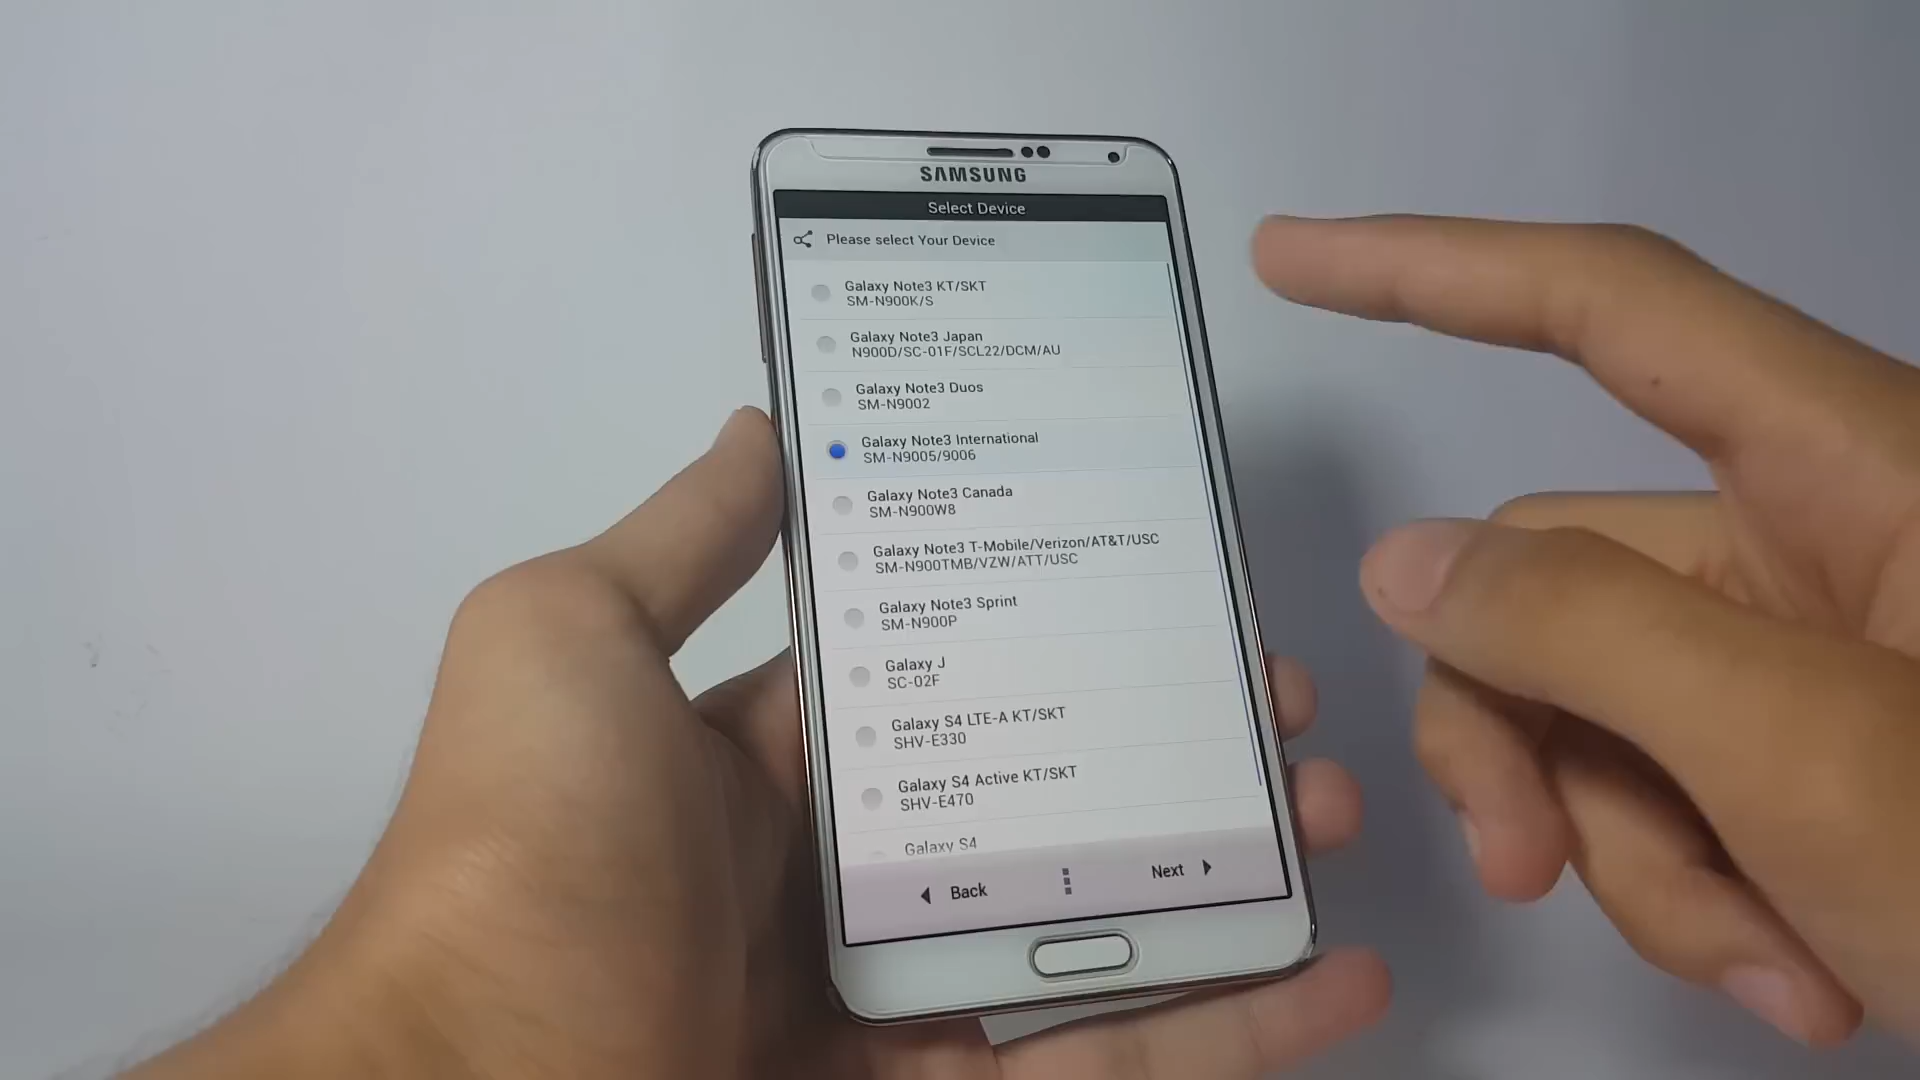 SAMSUNG
Select Device
Please select Your Device
Galaxy Note3 KT/SKT
SM-N900K/S
Galaxy Note3 Japan
N900D/SC-01F/SCL22/DCM/AU
Galaxy Note3 Duos
SM-N9002
Galaxy Note3 International
SM-N9005/9006
Galaxy Note3 Canada
SM-N900W8
Galaxy Note3 T-Mobile/Verizon/AT&T/USC
SM-N900TMB/VZW/ATT/USC
Galaxy Note3 Sprint
SM-N900P
Galaxy J
SC-02F
Galaxy S4 LTE-A KT/SKT
SHV-E330
Galaxy S4 Active KT/SKT
SHV-E470
Galaxy S4
Back
Next